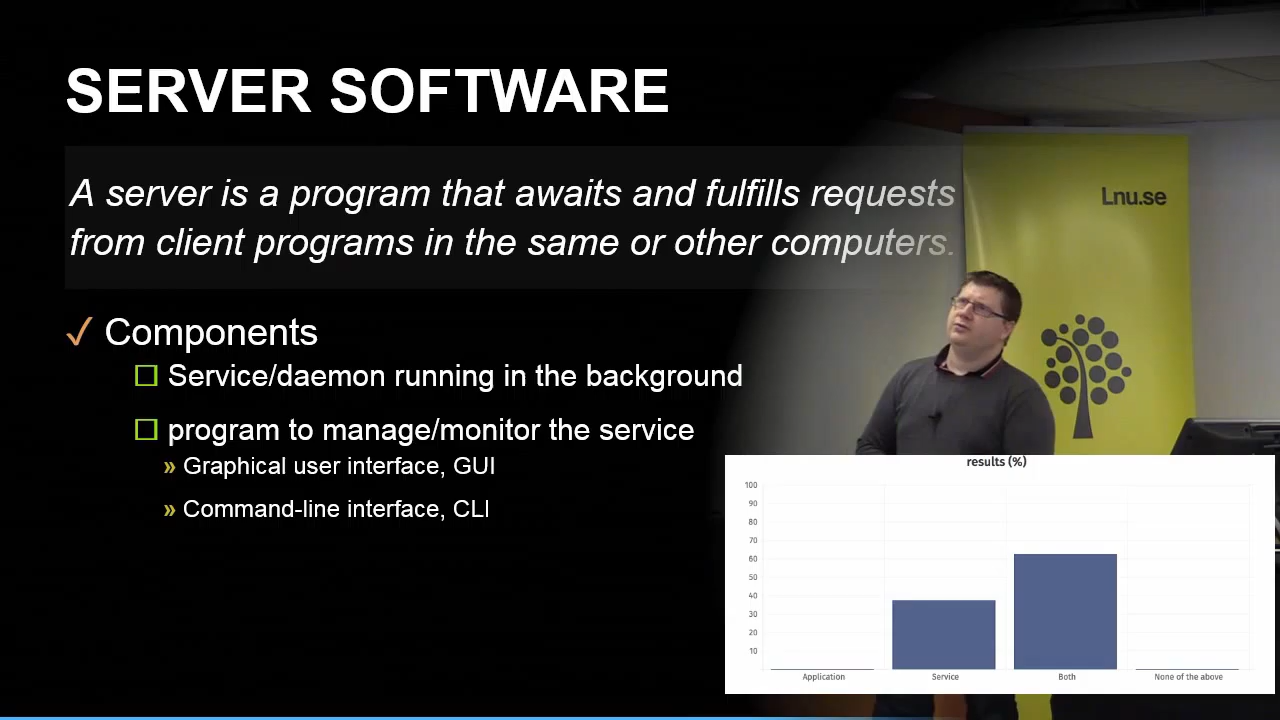 SERVER SOFTWARE
A server is a program that awaits and fulfills requests
from client programs in the same or other computers.
Lnu.se
✓ Components
Service/daemon running in the background
program to manage/monitor the service
» Graphical user interface, GUI
» Command-line interface, CLI
results (%)
100
90
80
70
60
50
40
30
20
10
Application Service Both None of the above